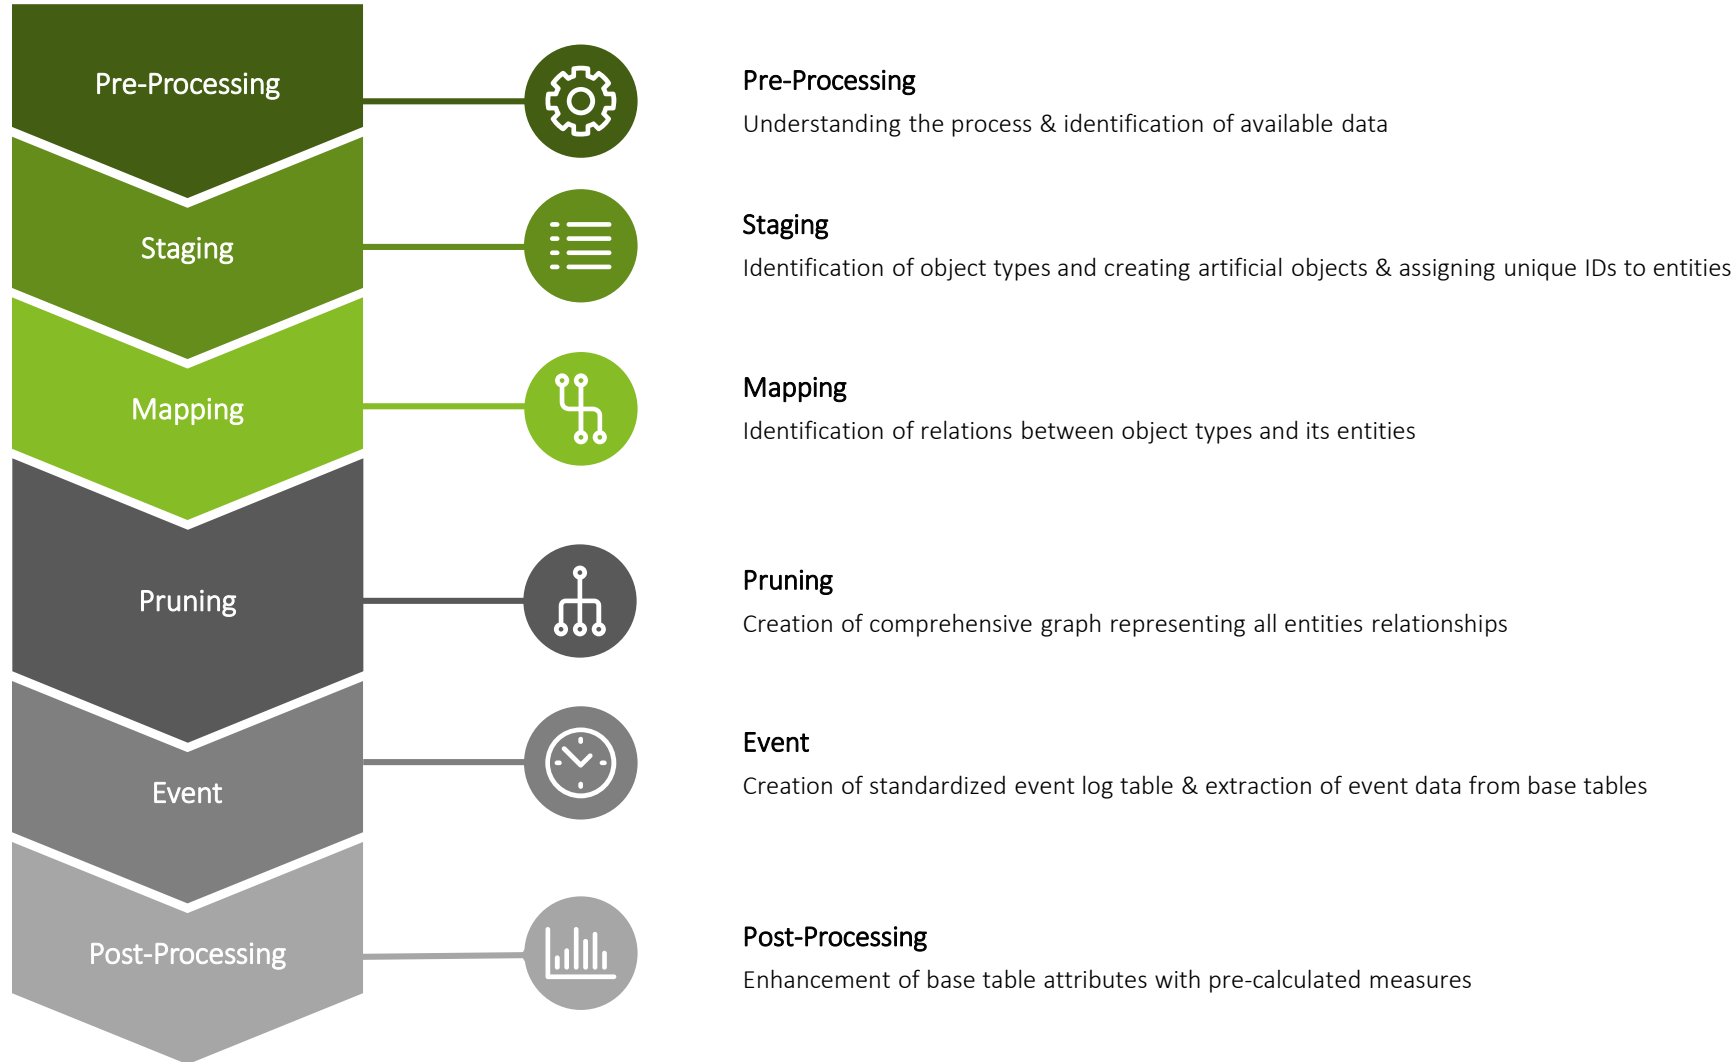 Pre-Processing
Pre-Processing
Understanding the process & identification of available data
Staging
Staging
Identification of object types and creating artificial objects & assigning unique IDs to entities
Mapping
Mapping
Identification of relations between object types and its entities
Pruning
Pruning
Creation of comprehensive graph representing all entities relationships
Event
Event
Creation of standardized event log table & extraction of event data from base tables
Post-Processing
Post-Processing
Enhancement of base table attributes with pre-calculated measures